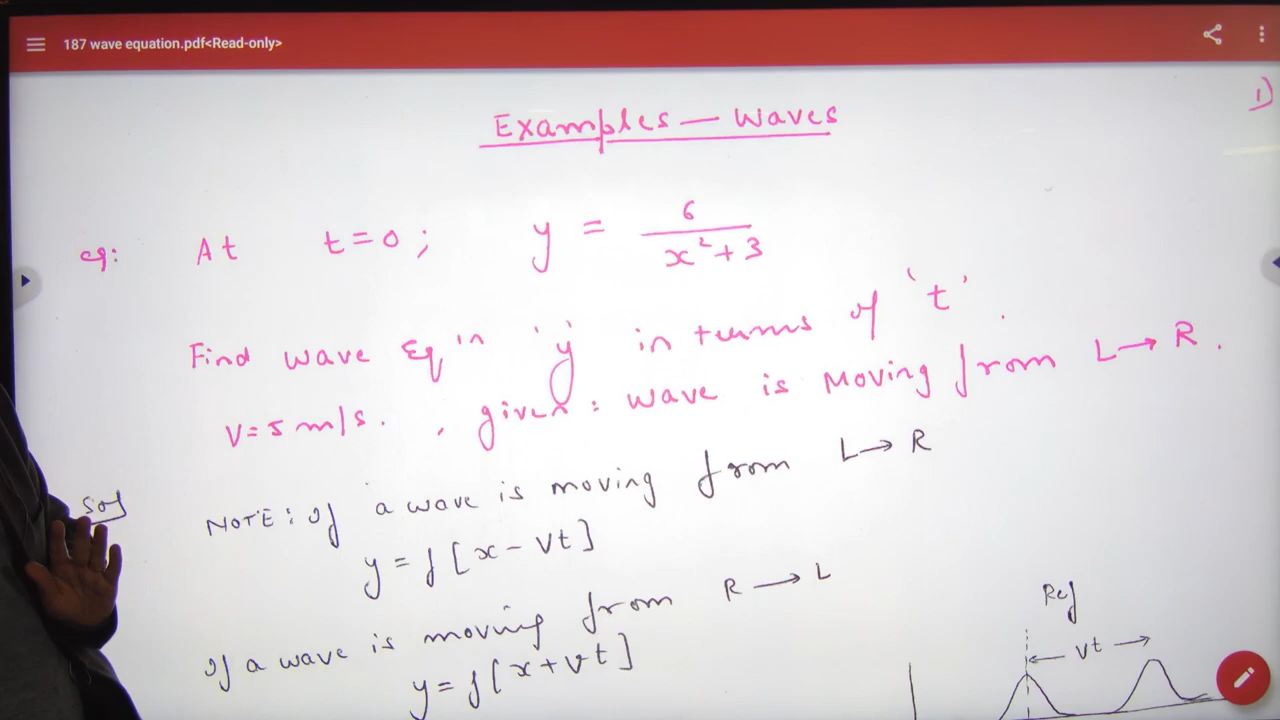 187 wave equation.pdf<Read-only>
1)
Examples — Waves
eg: At t=0; y = 6/(x²+3)
Find wave Eqⁿ 'y' in terms of 't'.
V=5 m/s. , given: wave is moving from L→R.
Sol
NOTE: If a wave is moving from L→R
y = f[x-Vt]
If a wave is moving from R→L
y = f[x+vt]
Ref
vt